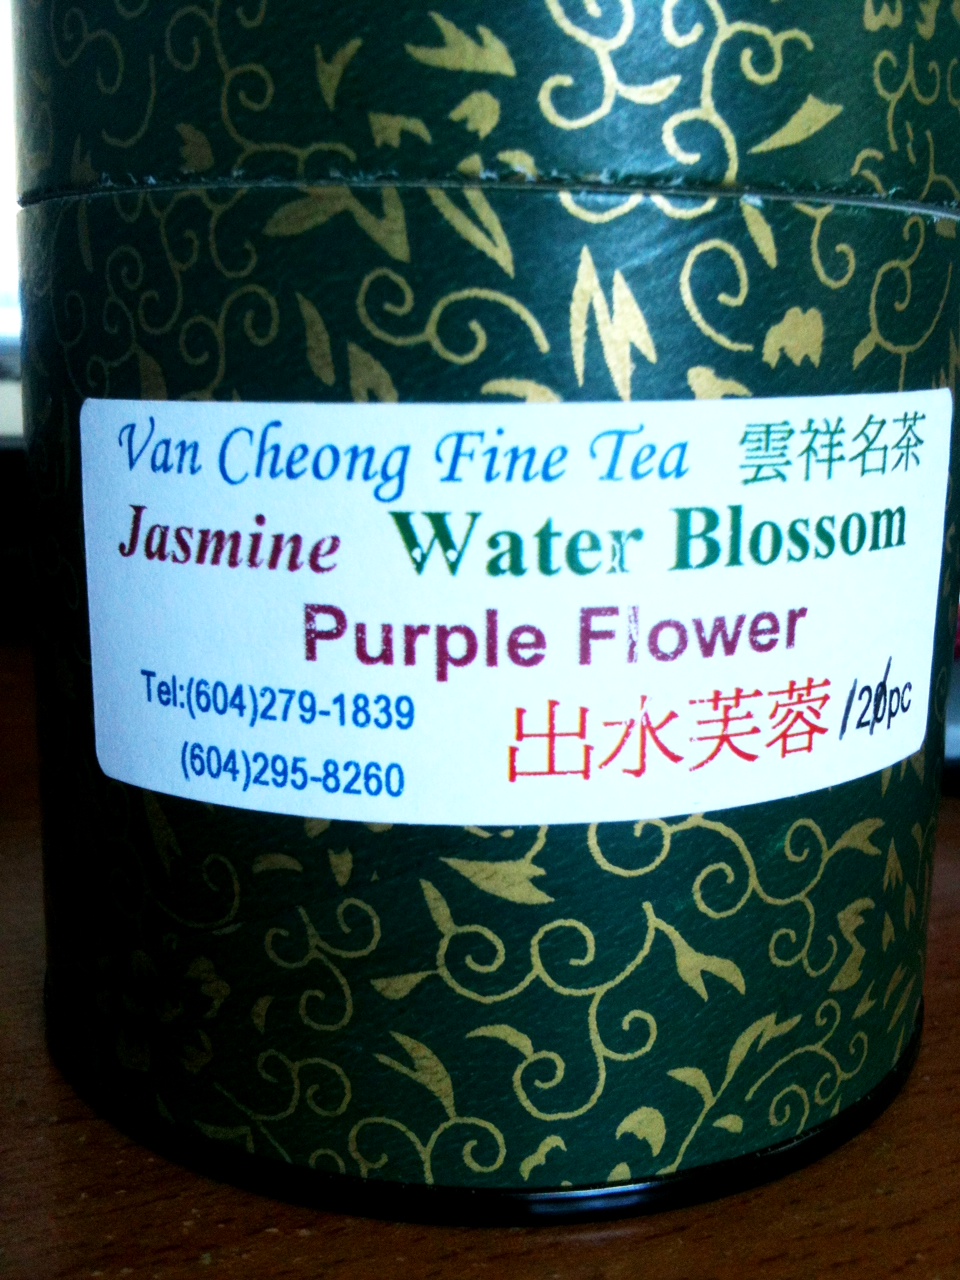 Van Cheong Fine Tea 雲祥名茶
Jasmine Water Blossom
Purple Flower
Tel:(604)279-1839
(604)295-8260
出水芙蓉 /20pc